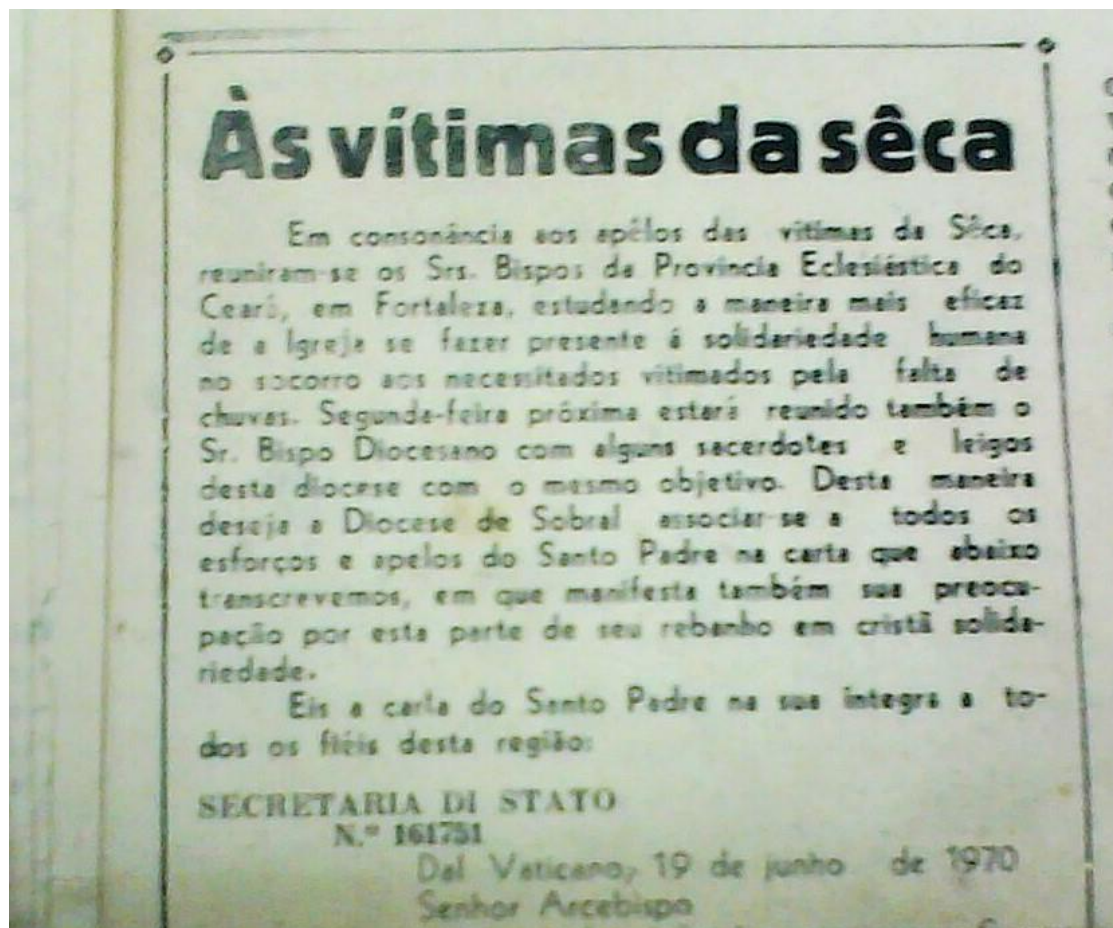 Às vítimas da sêca
Em consonância aos apêlos das vitimas da Sêca,
reuniram-se os Srs. Bispos da Provincia Eclesiástica do
Ceará, em Fortaleza, estudando a maneira mais eficaz
de a Igreja se fazer presente á solidariedade humana
no socorro aos necessitados vitimados pela falta de
chuvas. Segunda-feira próxima estará reunido também o
Sr. Bispo Diocesano com alguns sacerdotes e leigos
desta diocese com o mesmo objetivo. Desta maneira
deseja a Diocese de Sobral associar-se a todos os
esforços e apelos do Santo Padre na carta que abaixo
transcrevemos, em que manifesta também sua preocu-
pação por esta parte de seu rebanho em cristã solida-
riedade.
Eis a carta do Santo Padre na sua integra a to-
dos os fiéis desta região:
SECRETARIA DI STATO
N.º 161751
Dal Vaticano, 19 de junho de 1970
Senhor Arcebispo